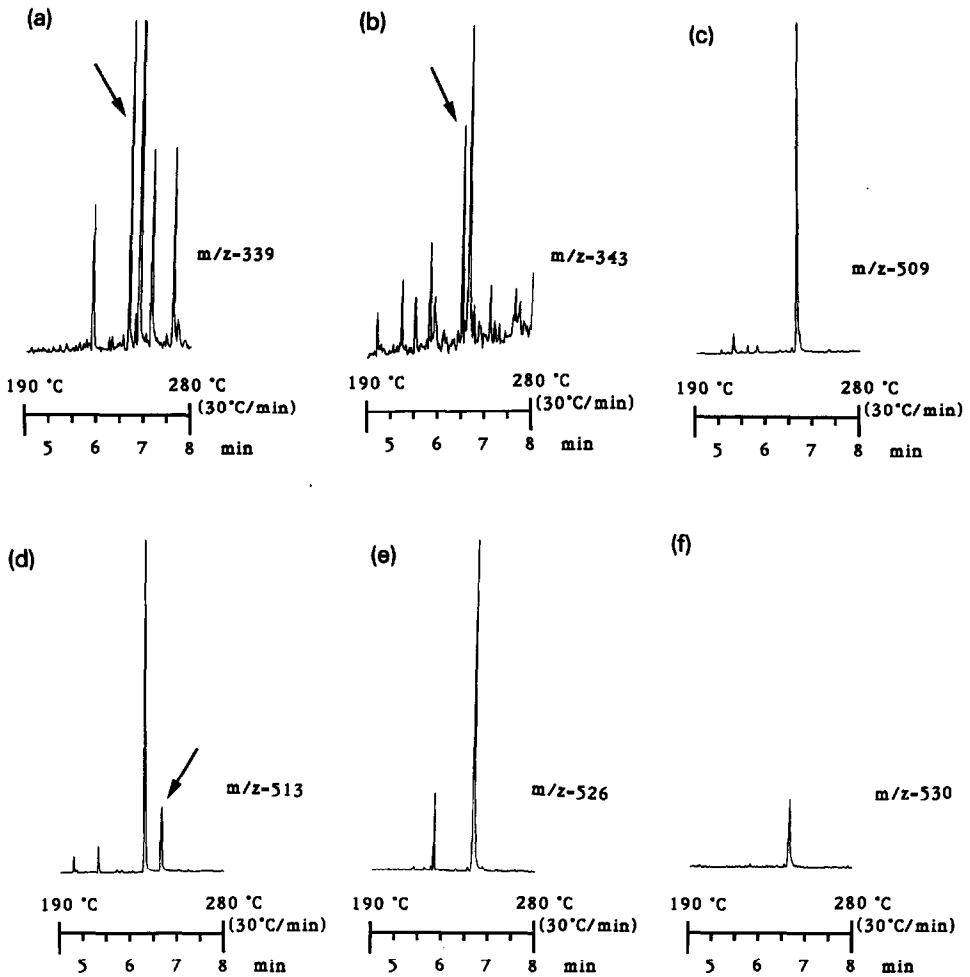 (a)
m/z=339
190 °C 280 °C
(30°C/min)
5 6 7 8 min
(b)
m/z=343
190 °C 280 °C
(30°C/min)
5 6 7 8 min
(c)
m/z=509
190 °C 280 °C
(30°C/min)
5 6 7 8 min
(d)
m/z=513
190 °C 280 °C
(30°C/min)
5 6 7 8 min
(e)
m/z=526
190 °C 280 °C
(30°C/min)
5 6 7 8 min
(f)
m/z=530
190 °C 280 °C
(30°C/min)
5 6 7 8 min